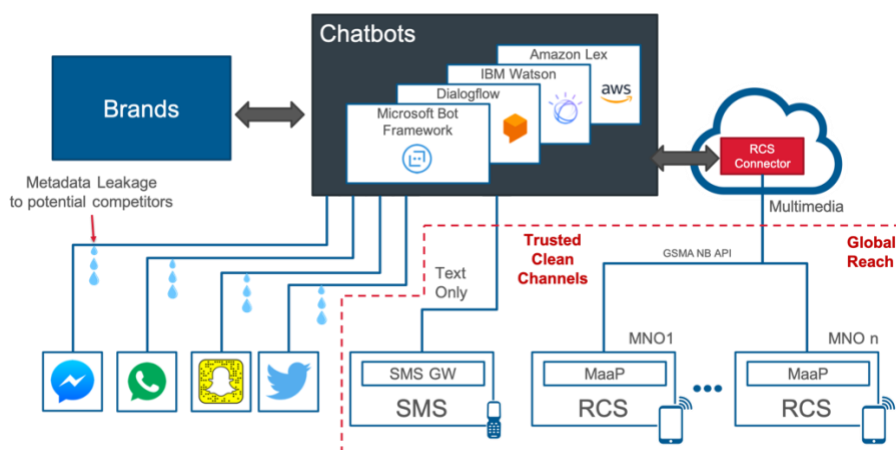 Chatbots
Amazon Lex
IBM Watson
Dialogflow
Microsoft Bot
Framework
aws
Brands
RCS
Connector
Metadata Leakage
to potential competitors
Multimedia
Trusted
Clean
Channels
GSMA NB API
Global
Reach
Text
Only
MNO1
MNO n
SMS GW
SMS
MaaP
RCS
MaaP
RCS